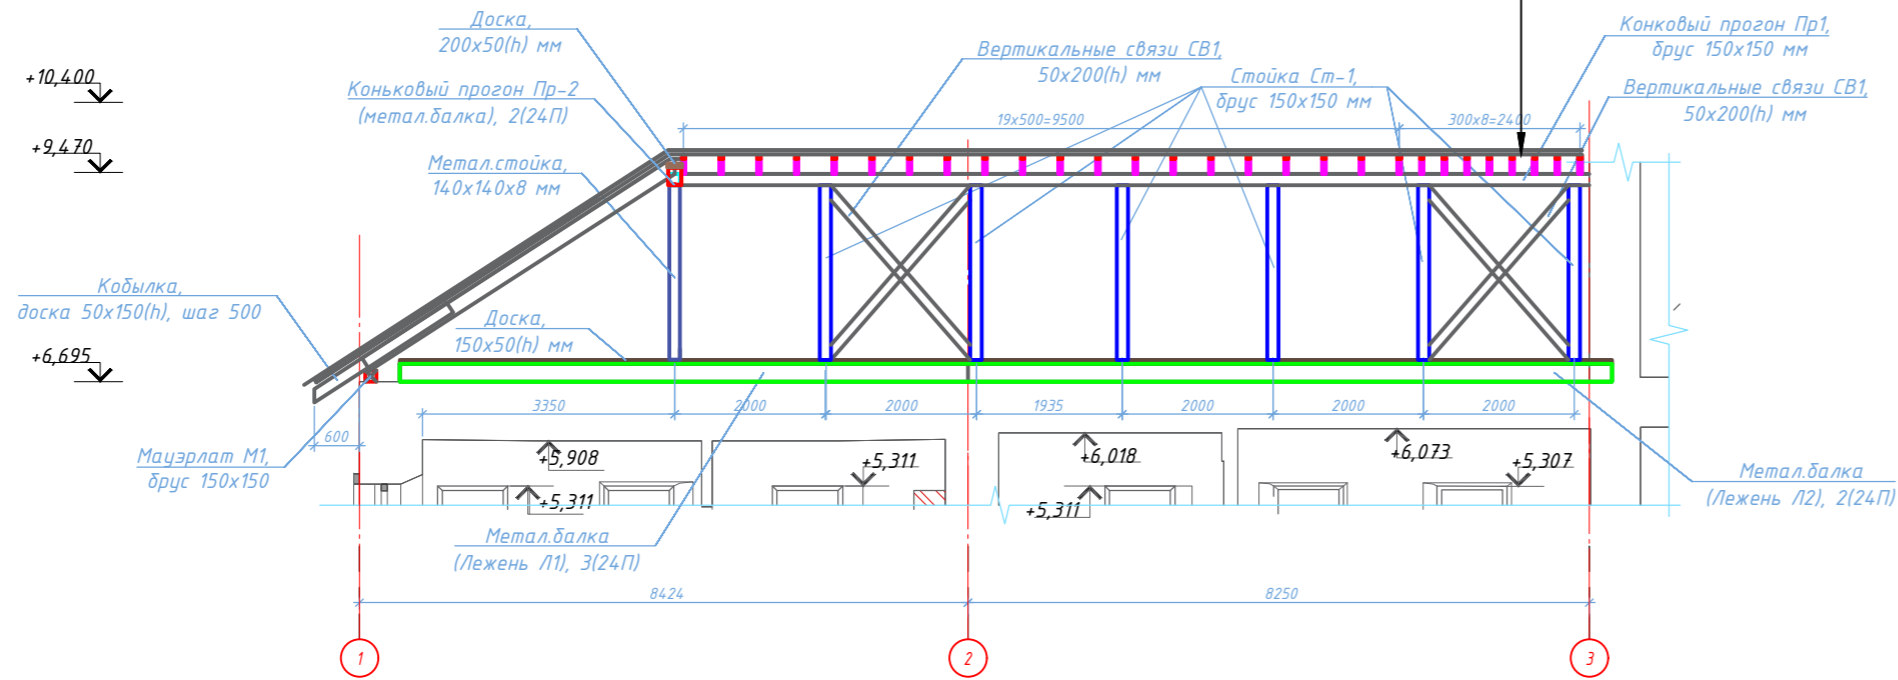 Доска,
200х50(h) мм
Вертикальные связи СВ1,
50х200(h) мм
Конковый прогон Пр1,
брус 150х150 мм
+10,400
Коньковый прогон Пр-2
(метал.балка), 2(24П)
Стойка Ст-1,
брус 150х150 мм
Вертикальные связи СВ1,
50х200(h) мм
19х500=9500
300х8=2400
+9,470
Метал.стойка,
140х140х8 мм
Кобылка,
доска 50х150(h), шаг 500
Доска,
150х50(h) мм
+6,695
3350
2000
2000
1935
2000
2000
2000
600
Мауэрлат М1,
брус 150х150
+5,908
+5,311
+5,311
+6,018
+5,311
+6,073
+5,307
Метал.балка
(Лежень Л2), 2(24П)
Метал.балка
(Лежень Л1), 3(24П)
8424
8250
1
2
3